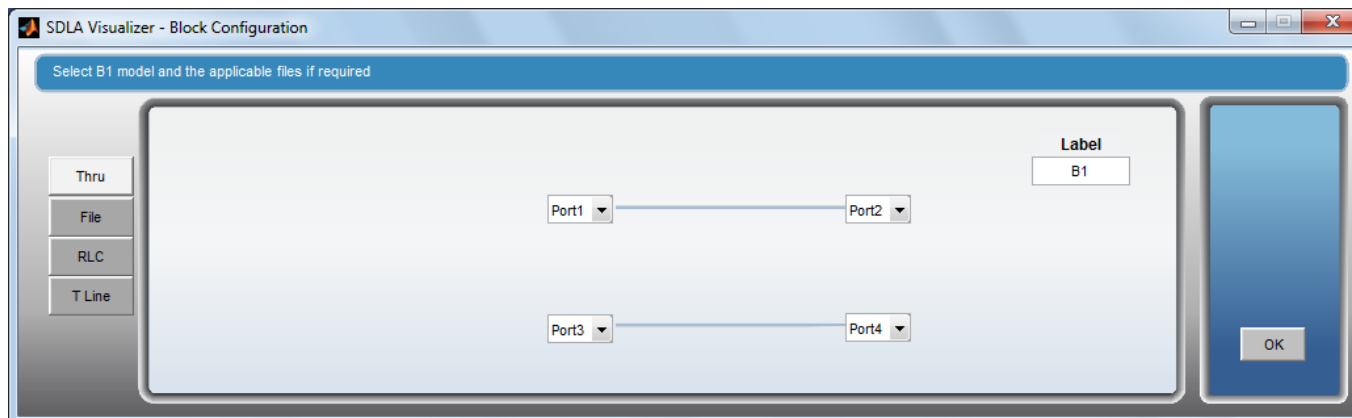 SDLA Visualizer - Block Configuration
Select B1 model and the applicable files if required
Label
B1
Thru
File
RLC
T Line
Port1
Port2
Port3
Port4
OK